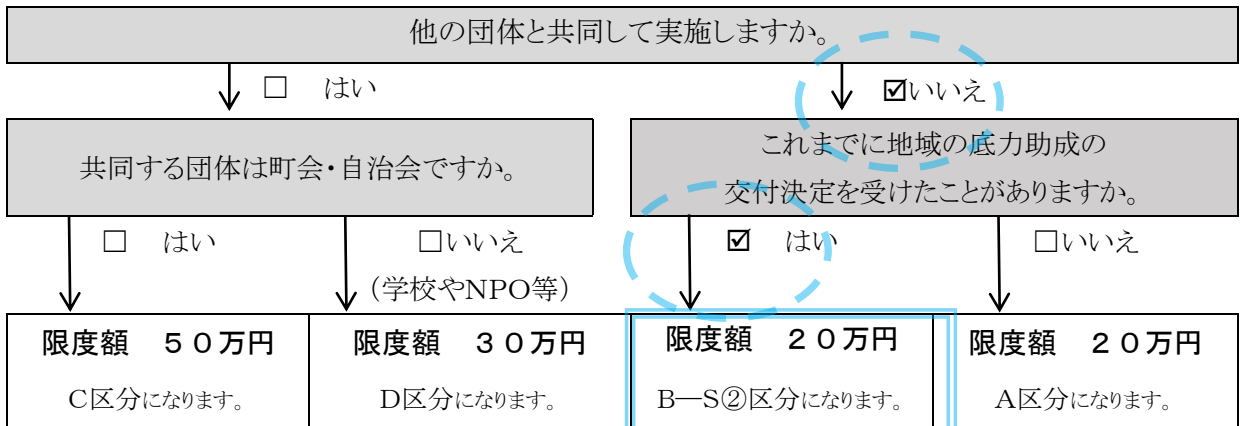 他の団体と共同して実施しますか。
□ はい
☑いいえ
共同する団体は町会・自治会ですか。
これまでに地域の底力助成の
交付決定を受けたことがありますか。
□ はい
□いいえ
(学校やNPO等)
☑ はい
□いいえ
限度額 50万円
C区分になります。
限度額 30万円
D区分になります。
限度額 20万円
B―S②区分になります。
限度額 20万円
A区分になります。